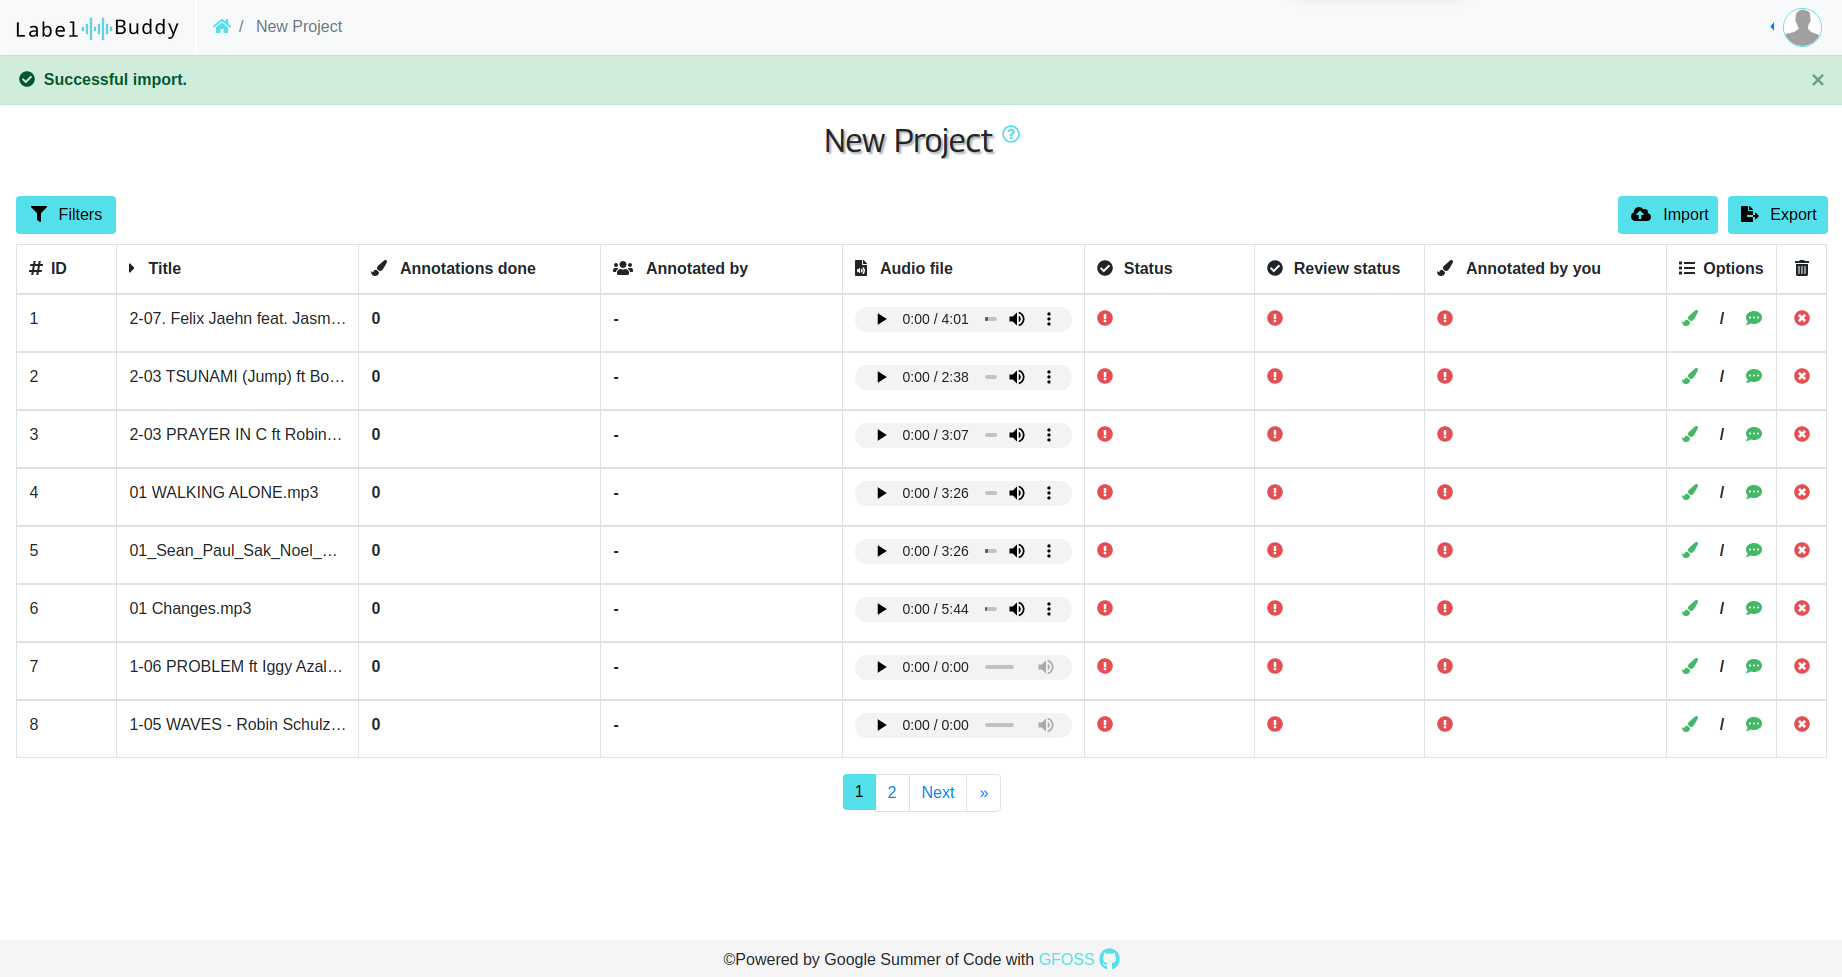 Label Buddy / New Project
Successful import. ×
New Project ?
Filters Import Export
# ID Title Annotations done Annotated by Audio file Status Review status Annotated by you Options
1 2-07. Felix Jaehn feat. Jasm… 0 - 0:00 / 4:01 /
2 2-03 TSUNAMI (Jump) ft Bo… 0 - 0:00 / 2:38 /
3 2-03 PRAYER IN C ft Robin… 0 - 0:00 / 3:07 /
4 01 WALKING ALONE.mp3 0 - 0:00 / 3:26 /
5 01_Sean_Paul_Sak_Noel_… 0 - 0:00 / 3:26 /
6 01 Changes.mp3 0 - 0:00 / 5:44 /
7 1-06 PROBLEM ft Iggy Azal… 0 - 0:00 / 0:00 /
8 1-05 WAVES - Robin Schulz… 0 - 0:00 / 0:00 /
1 2 Next »
©Powered by Google Summer of Code with GFOSS